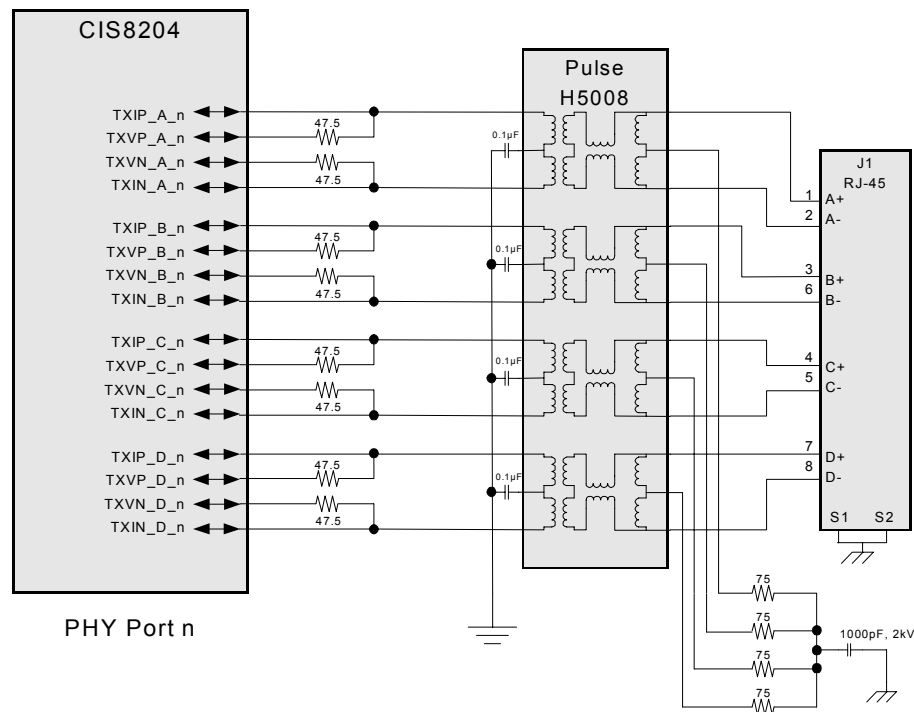 CIS8204
TXIP_A_n
TXVP_A_n
TXVN_A_n
TXIN_A_n
TXIP_B_n
TXVP_B_n
TXVN_B_n
TXIN_B_n
TXIP_C_n
TXVP_C_n
TXVN_C_n
TXIN_C_n
TXIP_D_n
TXVP_D_n
TXVN_D_n
TXIN_D_n
PHY Port n
47.5
47.5
47.5
47.5
47.5
47.5
47.5
47.5
0.1µF
0.1µF
0.1µF
0.1µF
Pulse
H5008
J1
RJ-45
1 A+
2 A-
3 B+
6 B-
4 C+
5 C-
7 D+
8 D-
S1 S2
75
75
75
75
1000pF, 2kV